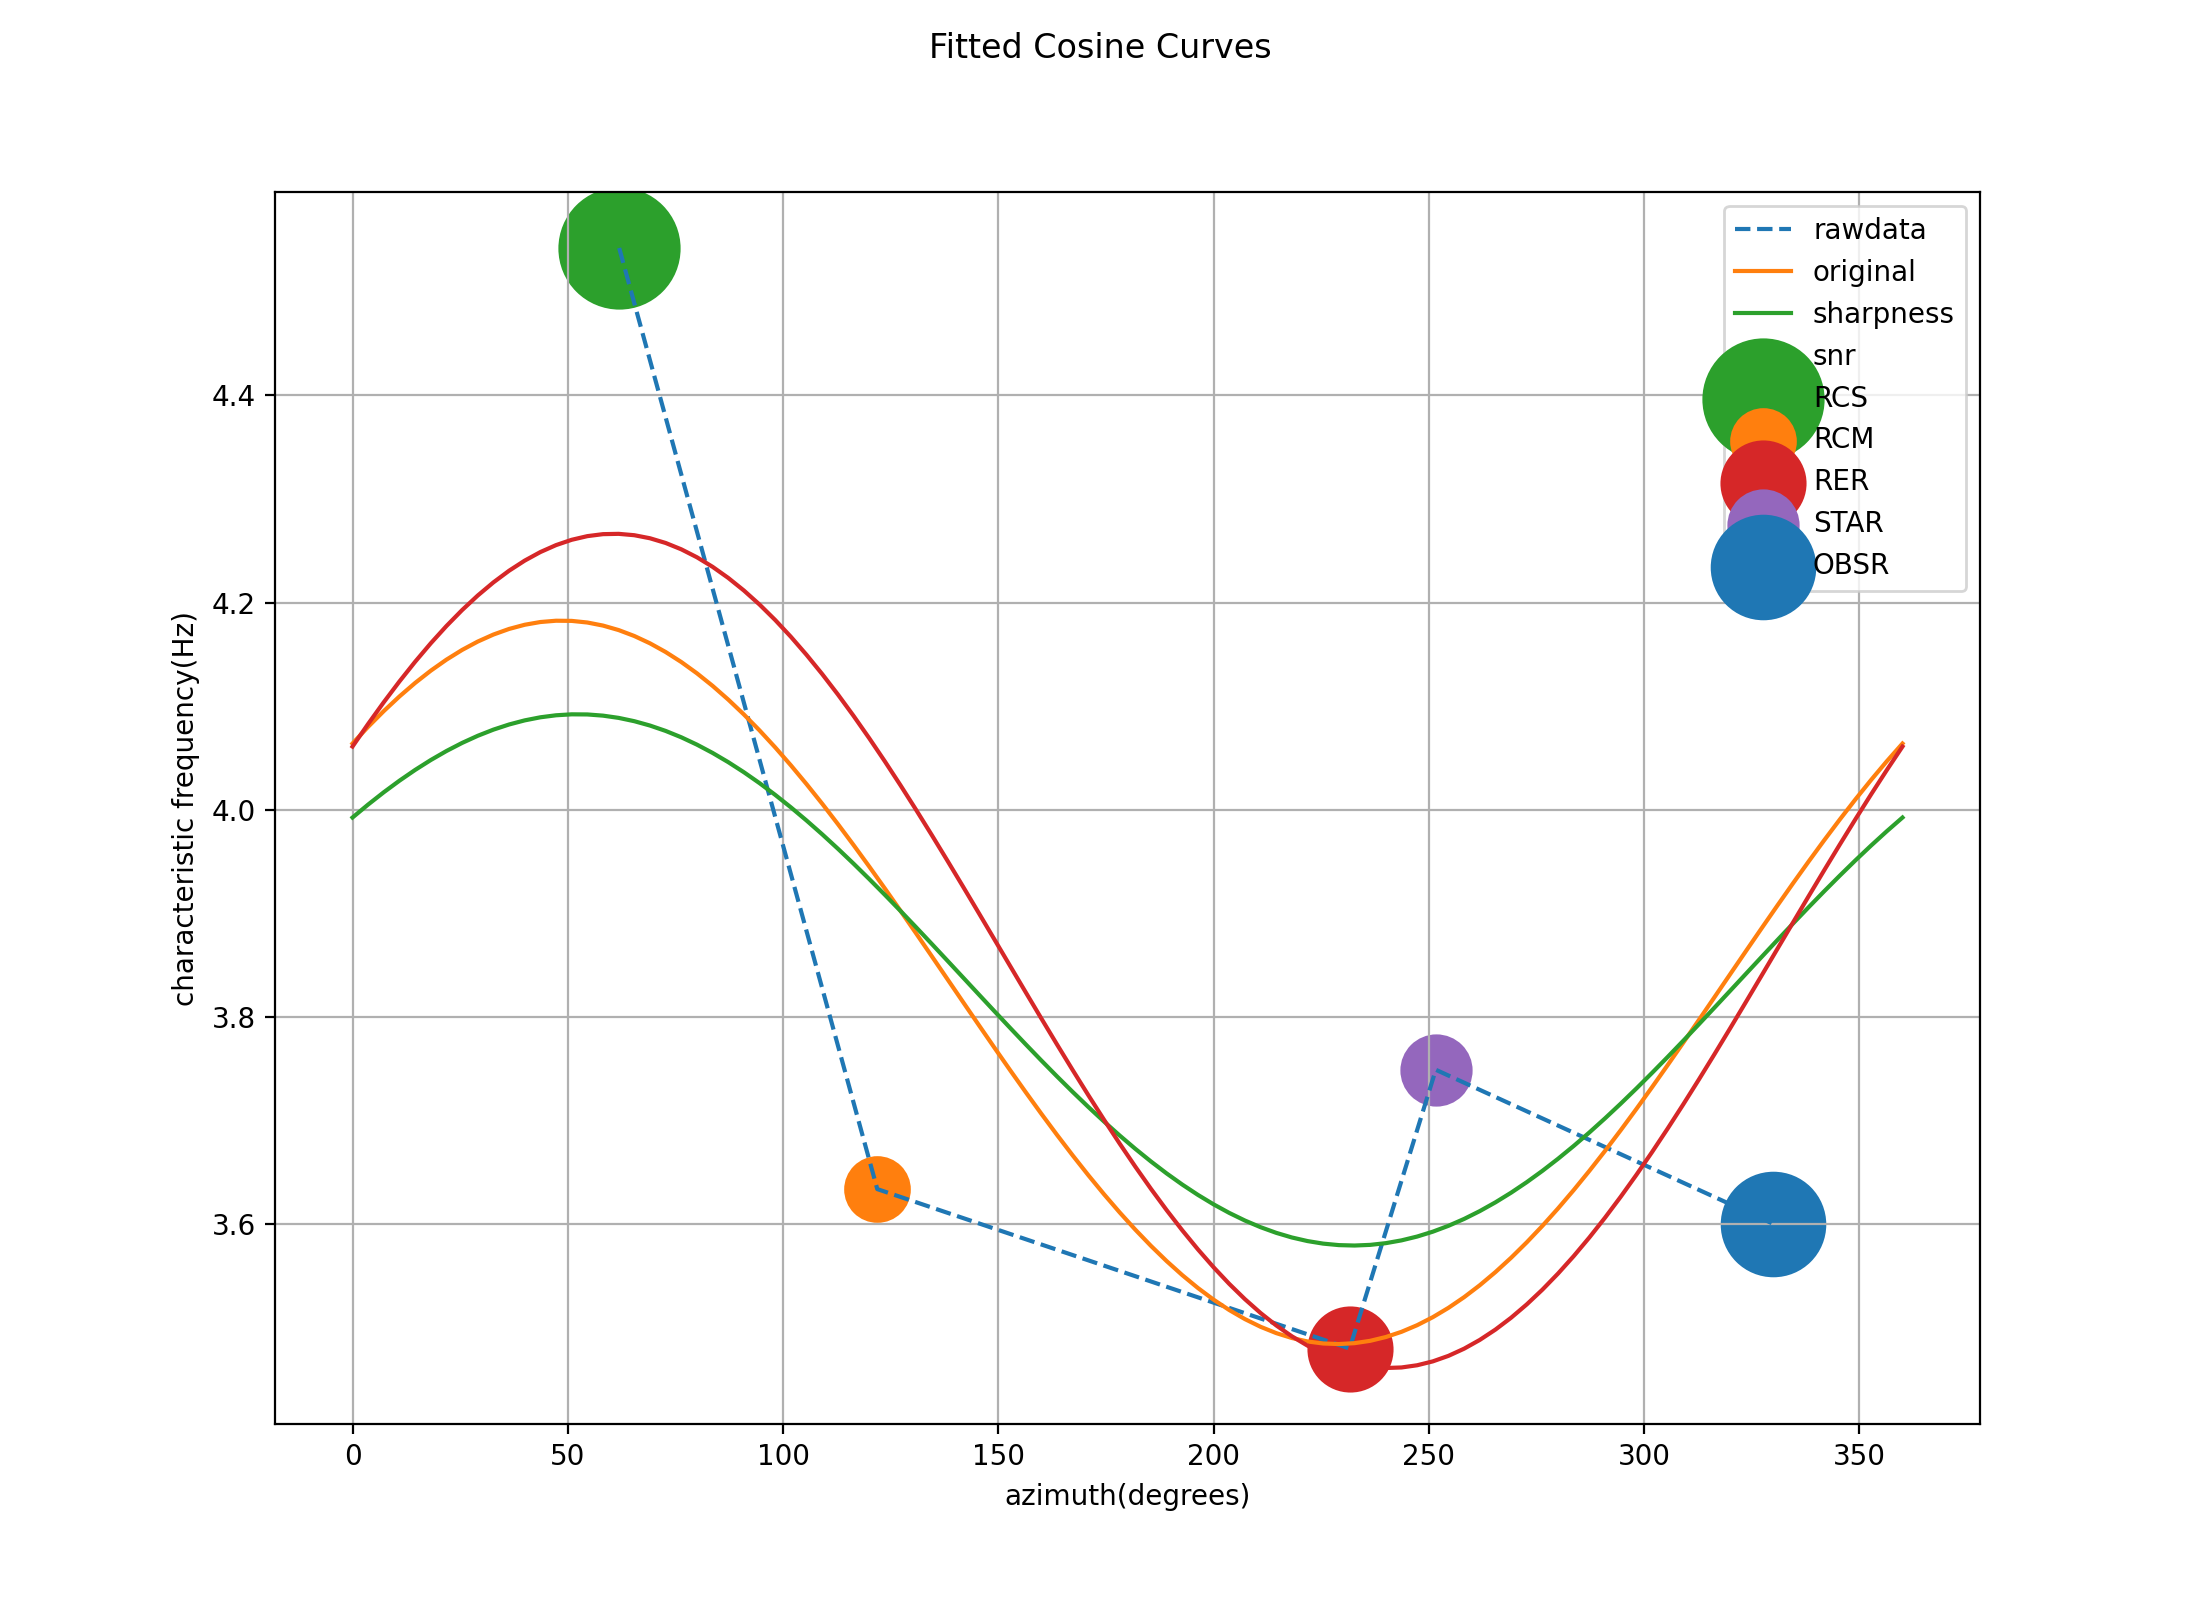 Fitted Cosine Curves
rawdata
original
sharpness
snr
RCS
RCM
RER
STAR
OBSR
characteristic frequency(Hz)
4.4
4.2
4.0
3.8
3.6
0 50 100 150 200 250 300 350
azimuth(degrees)